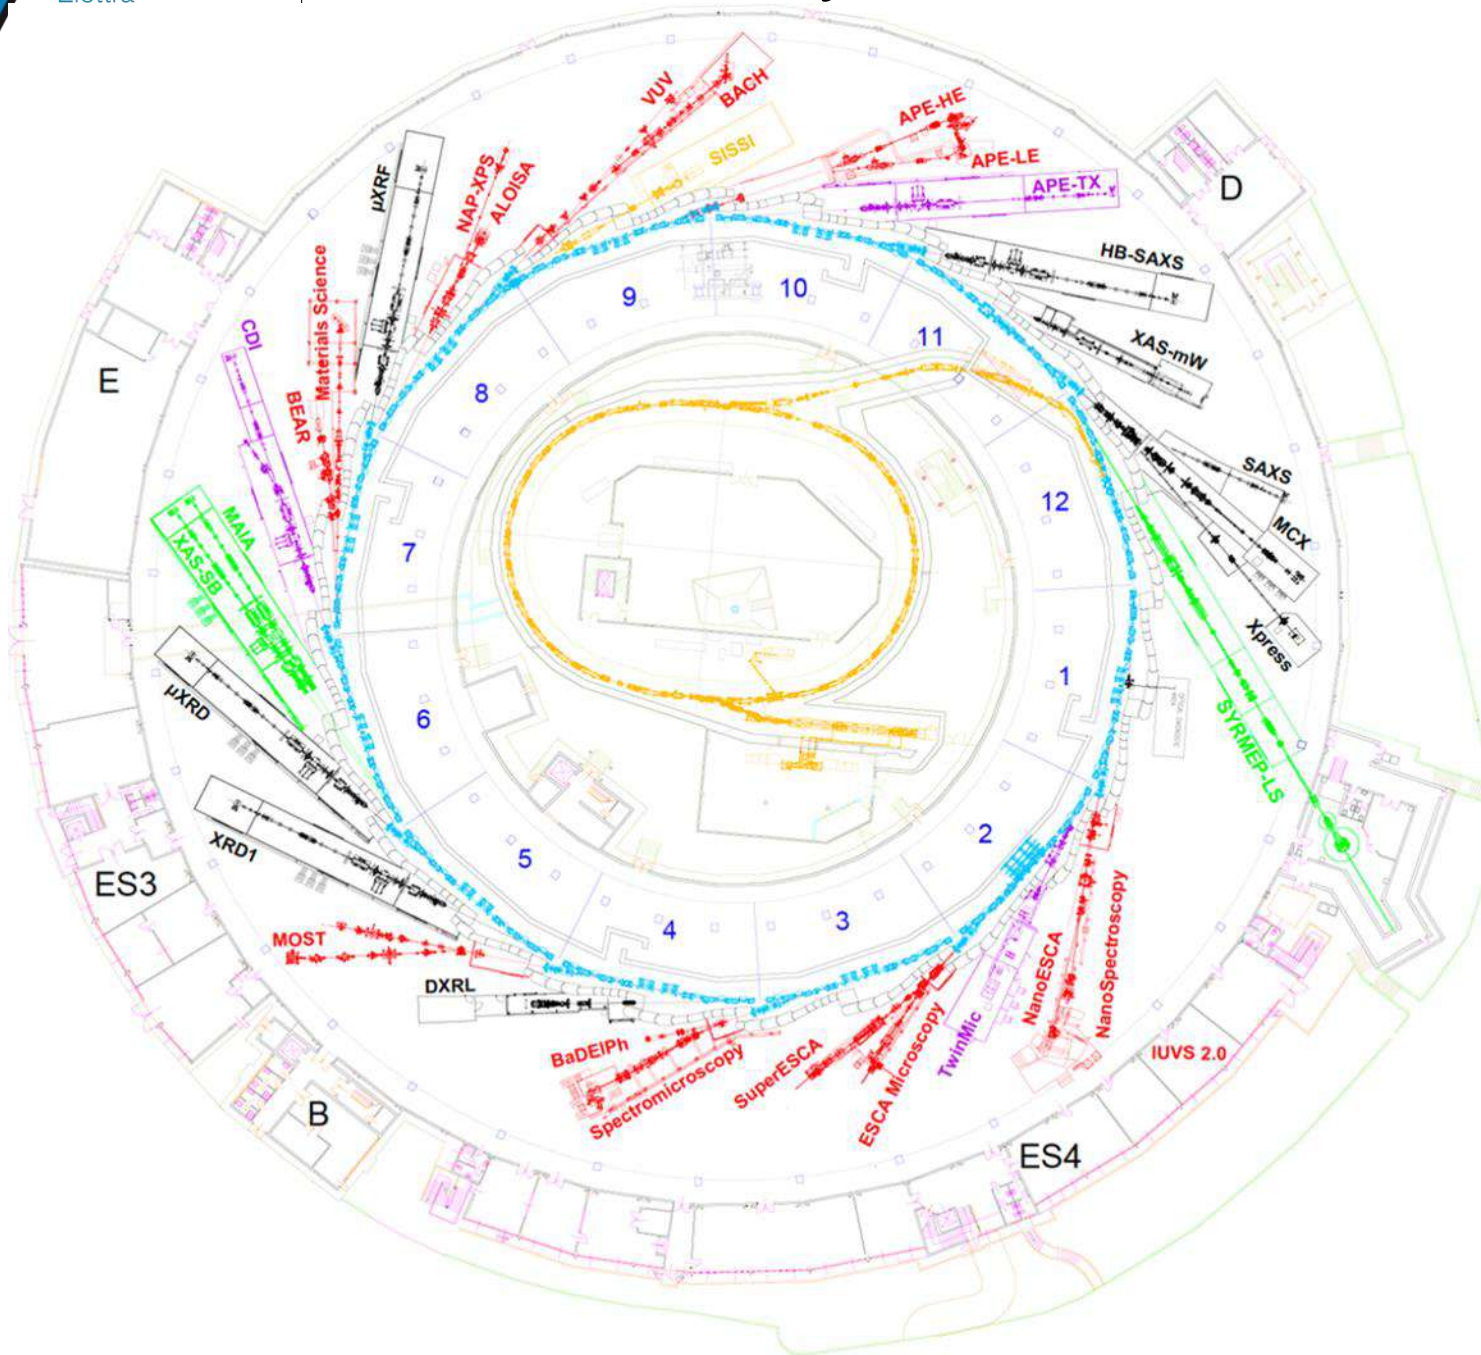 VUV
BACH
SISSI
APE-HE
APE-LE
APE-TX
D
µXRF
NAP-XPS
ALOISA
HB-SAXS
XAS-mW
Materials Science
BEAR
CDI
E
9
10
11
8
12
7
SAXS
MCX
Xpress
MAIA
XAS-SB
1
6
µXRD
SYRMEP-LS
2
5
XRD1
ES3
4
3
MOST
DXRL
NanoESCA
NanoSpectroscopy
TwinMic
BaDElPh
Spectromicroscopy
SuperESCA
ESCA Microscopy
IUVS 2.0
B
ES4